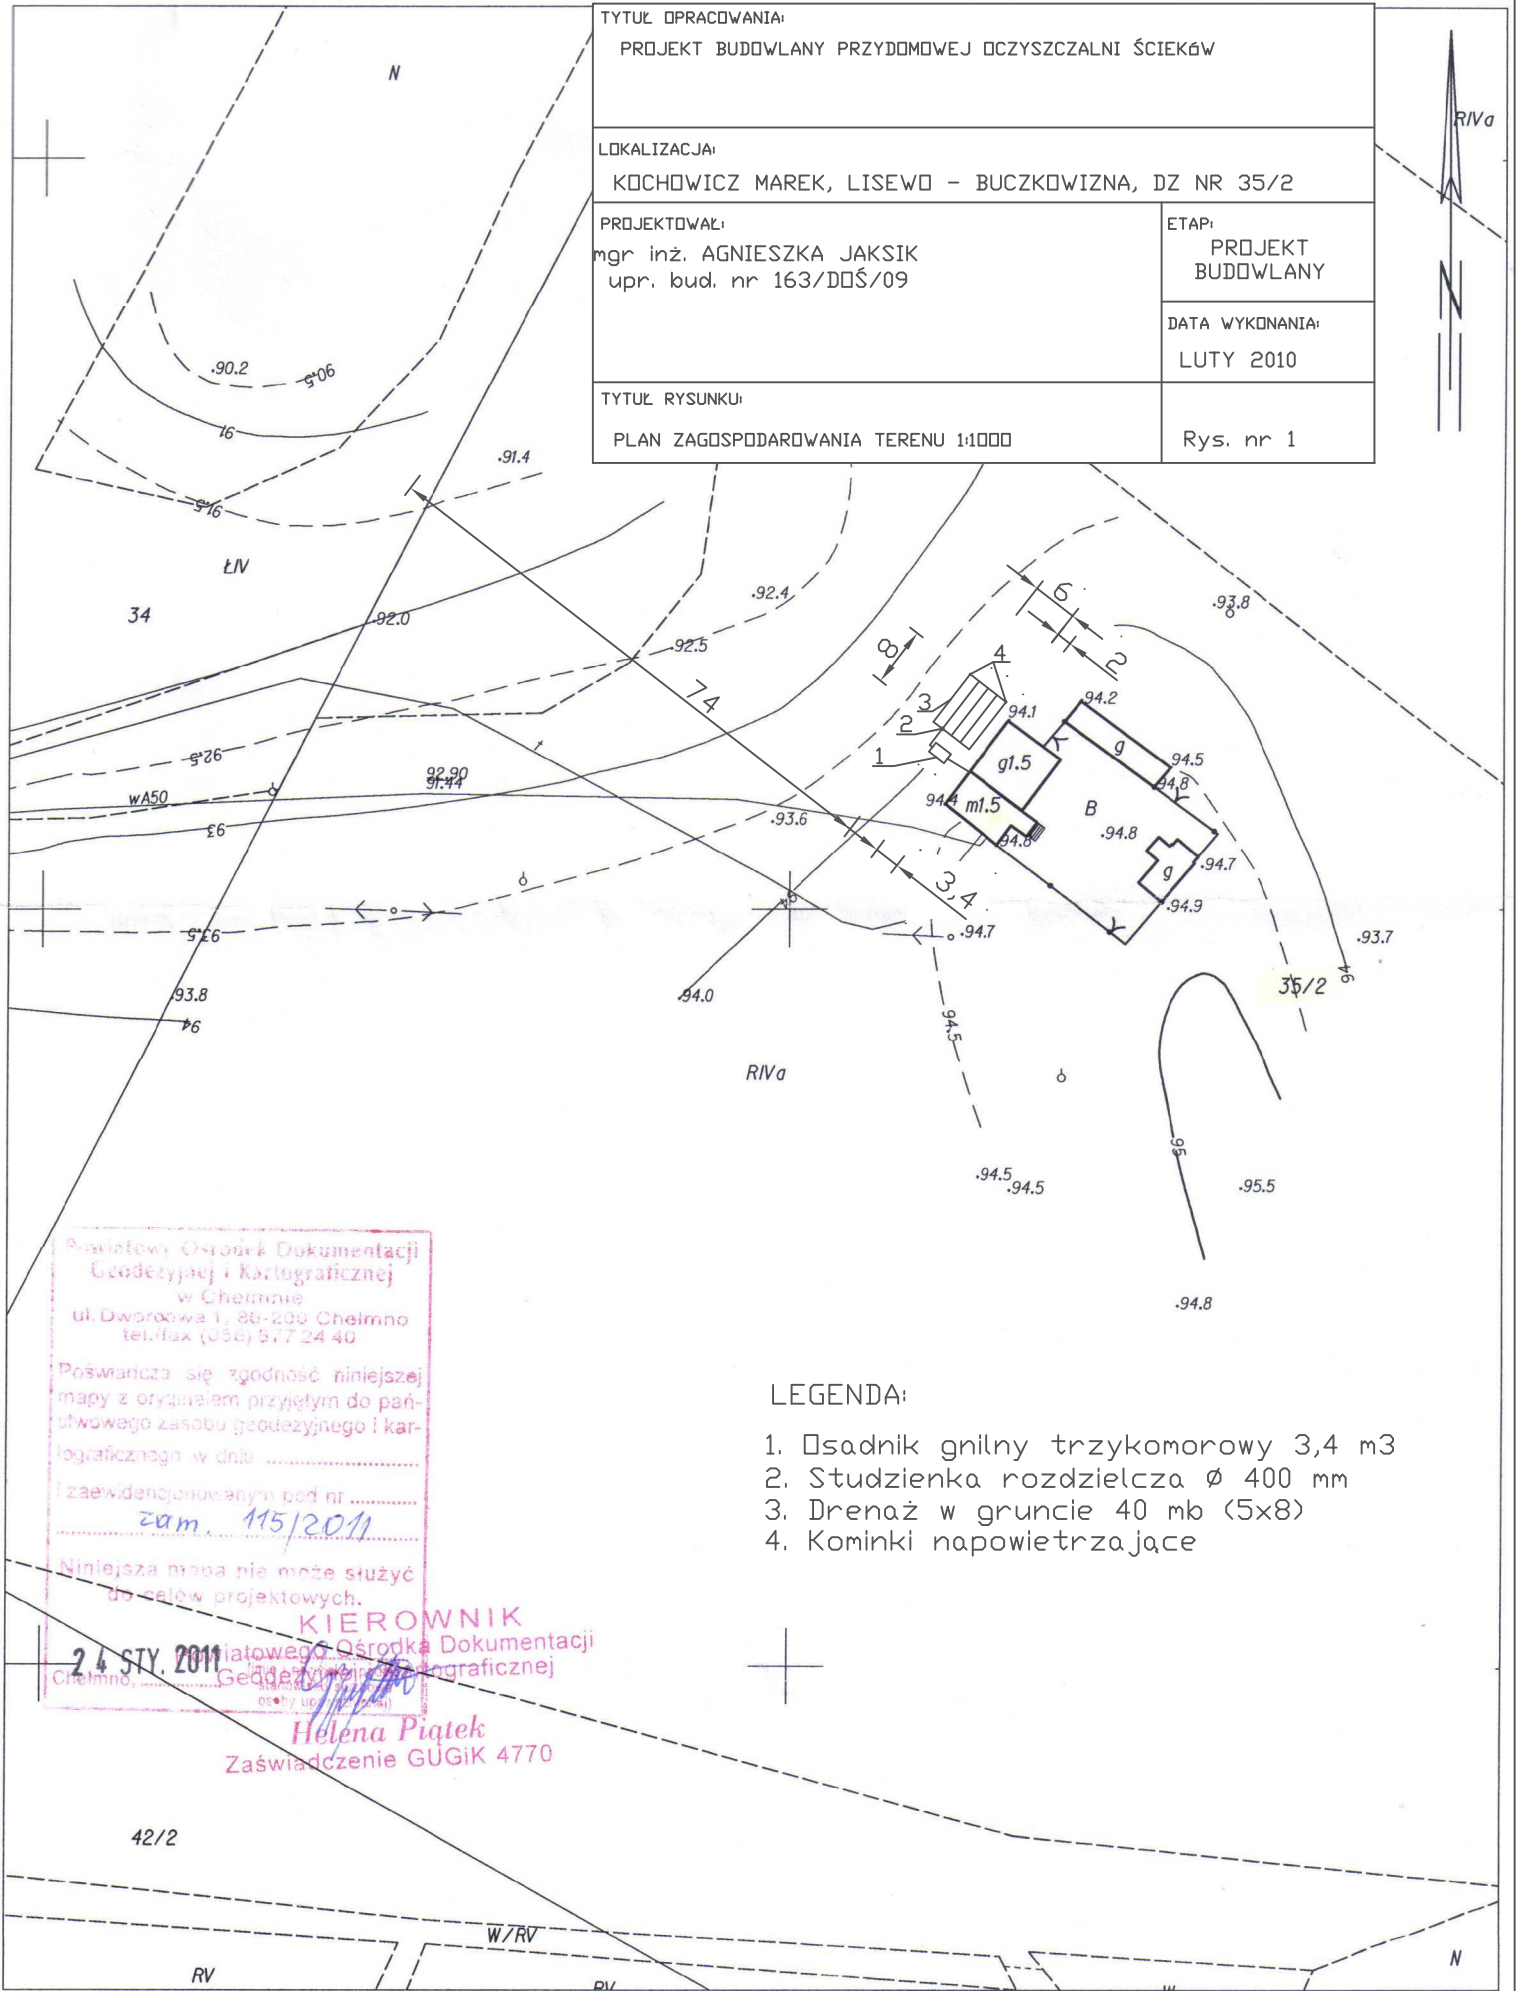 TYTUŁ OPRACOWANIA:
PROJEKT BUDOWLANY PRZYDOMOWEJ OCZYSZCZALNI ŚCIEKóW
LOKALIZACJA:
KOCHOWICZ MAREK, LISEWO - BUCZKOWIZNA, DZ NR 35/2
PROJEKTOWAŁ:
mgr inż. AGNIESZKA JAKSIK
upr. bud. nr 163/DOŚ/09
ETAP:
PROJEKT
BUDOWLANY
DATA WYKONANIA:
LUTY 2010
TYTUŁ RYSUNKU:
PLAN ZAGOSPODAROWANIA TERENU 1:1000
Rys. nr 1
N
RIVa
N
.90.2
90.5
91
.91.4
91.5
ŁIV
34
92.0
.92.4
.92.5
6
.93.8
8
2
4
74
3
2
1
94.1
94.2
g
94.5
g1.5
94.8
92.5
92.90
91.44
WA50
94.4
m1.5
B
.93.6
93
94.8
.94.8
.94.7
g
3,4
94
.94.9
93.5
.94.7
.93.7
94
35/2
.93.8
94
.94.0
94.5
RIVa
95
.94.5
.94.5
.95.5
.94.8
Powiatowy Ośrodek Dokumentacji
Geodezyjnej i Kartograficznej
w Chełmnie
ul. Dworcowa 1, 86-200 Chełmno
tel./fax (056) 677 24 40
Poświadcza się zgodność niniejszej
mapy z oryginałem przyjętym do pań-
stwowego zasobu geodezyjnego i kar-
tograficznego w dniu
i zaewidencjonowanym pod nr
zam. 115/2011
Niniejsza mapa nie może służyć
do celów projektowych.
KIEROWNIK
Powiatowego Ośrodka Dokumentacji
Geodezyjnej i Kartograficznej
24 STY. 2011
Chełmno,
Helena Piątek
Zaświadczenie GUGiK 4770
LEGENDA:
1. Osadnik gnilny trzykomorowy 3,4 m3
2. Studzienka rozdzielcza Ø 400 mm
3. Drenaż w gruncie 40 mb (5x8)
4. Kominki napowietrzające
42/2
W/RV
RV
RV
W
N